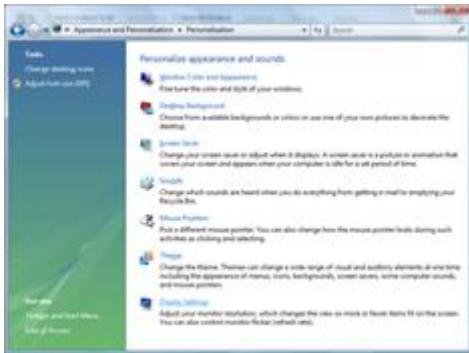 Appearance and Personalization ▸ Personalization
Tasks
Change desktop icons
Adjust font size (DPI)
Personalize appearance and sounds
Window Color and Appearance
Fine tune the color and style of your windows.
Desktop Background
Choose from available backgrounds or colors or use one of your own pictures to decorate the
desktop.
Screen Saver
Change your screen saver or adjust when it displays. A screen saver is a picture or animation that
covers your screen and appears when your computer is idle for a set period of time.
Sounds
Change which sounds are heard when you do everything from getting e-mail to emptying your
Recycle Bin.
Mouse Pointers
Pick a different mouse pointer. You can also change how the mouse pointer looks during such
activities as clicking and selecting.
Theme
Change the theme. Themes can change a wide range of visual and auditory elements at one time
including the appearance of menus, icons, backgrounds, screen savers, some computer sounds,
and mouse pointers.
Display Settings
Adjust your monitor resolution, which changes the view so more or fewer items fit on the screen.
You can also control monitor flicker (refresh rate).
See also
Taskbar and Start Menu
Ease of Access